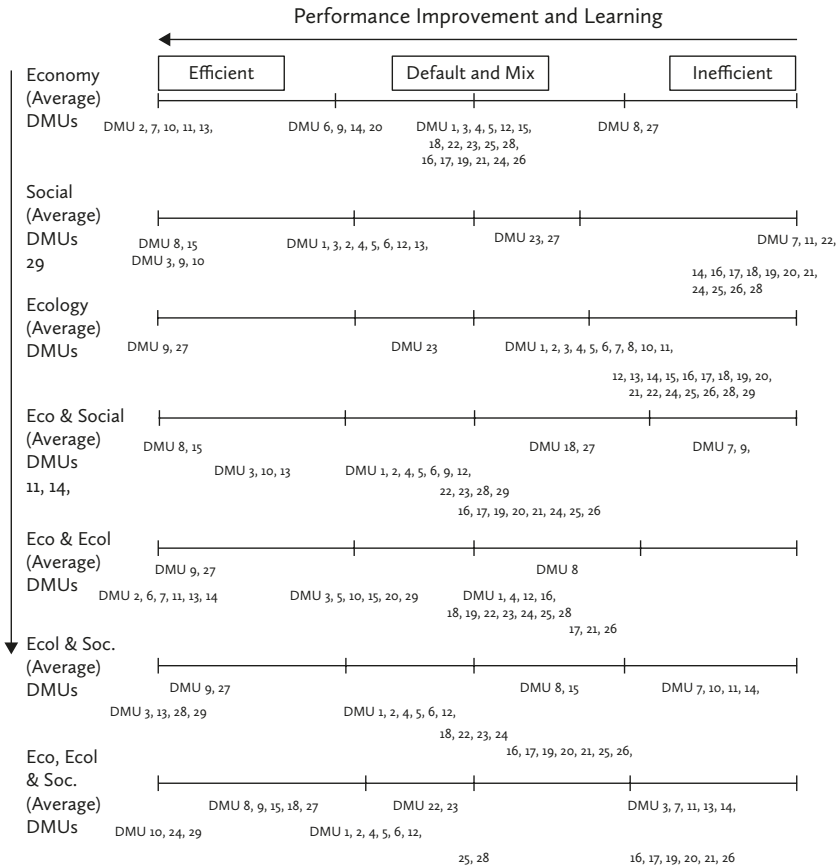 Performance Improvement and Learning
Efficient Default and Mix Inefficient
Economy
(Average)
DMUs
DMU 2, 7, 10, 11, 13, DMU 6, 9, 14, 20 DMU 1, 3, 4, 5, 12, 15, DMU 8, 27
18, 22, 23, 25, 28,
16, 17, 19, 21, 24, 26
Social
(Average)
DMUs
29
DMU 8, 15 DMU 1, 3, 2, 4, 5, 6, 12, 13, DMU 23, 27 DMU 7, 11, 22,
DMU 3, 9, 10
14, 16, 17, 18, 19, 20, 21,
24, 25, 26, 28
Ecology
(Average)
DMUs
DMU 9, 27 DMU 23 DMU 1, 2, 3, 4, 5, 6, 7, 8, 10, 11,
12, 13, 14, 15, 16, 17, 18, 19, 20,
21, 22, 24, 25, 26, 28, 29
Eco & Social
(Average)
DMUs
11, 14,
DMU 8, 15 DMU 18, 27 DMU 7, 9,
DMU 3, 10, 13 DMU 1, 2, 4, 5, 6, 9, 12,
22, 23, 28, 29
16, 17, 19, 20, 21, 24, 25, 26
Eco & Ecol
(Average)
DMUs
DMU 9, 27 DMU 8
DMU 2, 6, 7, 11, 13, 14 DMU 3, 5, 10, 15, 20, 29 DMU 1, 4, 12, 16,
18, 19, 22, 23, 24, 25, 28
17, 21, 26
Ecol & Soc.
(Average)
DMUs
DMU 9, 27 DMU 8, 15 DMU 7, 10, 11, 14,
DMU 3, 13, 28, 29 DMU 1, 2, 4, 5, 6, 12,
18, 22, 23, 24
16, 17, 19, 20, 21, 25, 26,
Eco, Ecol
& Soc.
(Average)
DMUs
DMU 8, 9, 15, 18, 27 DMU 22, 23 DMU 3, 7, 11, 13, 14,
DMU 10, 24, 29 DMU 1, 2, 4, 5, 6, 12,
25, 28 16, 17, 19, 20, 21, 26